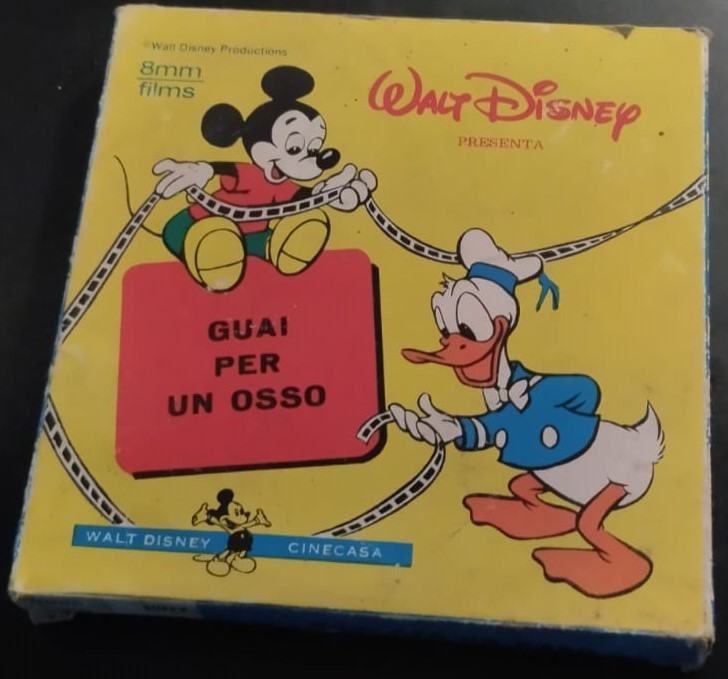 ©Walt Disney Productions
8mm
films
WALT DISNEY
PRESENTA
GUAI
PER
UN OSSO
WALT DISNEY CINECASA